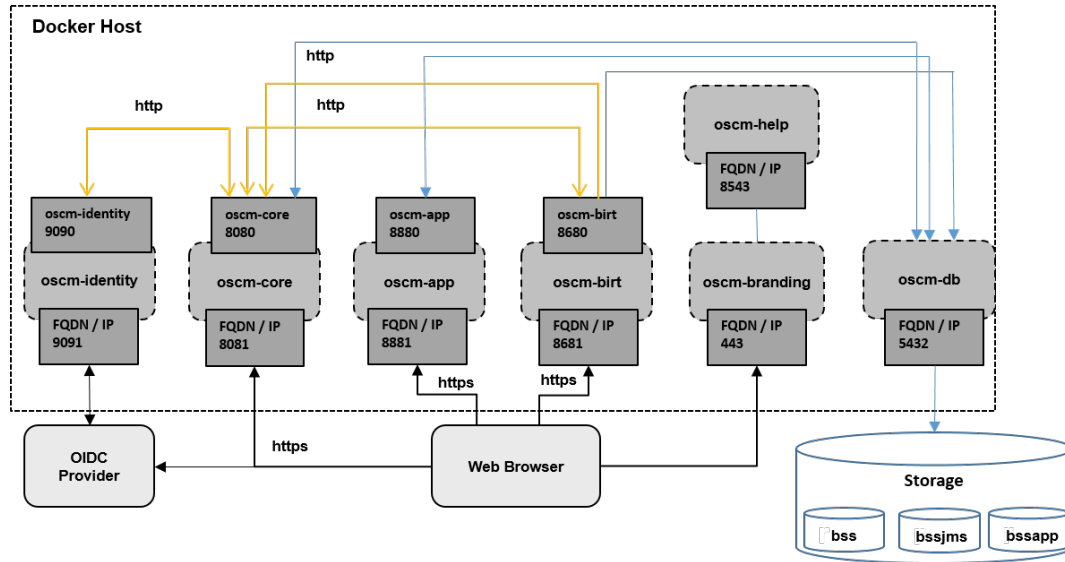 Docker Host
http
http
http
oscm-help
FQDN / IP
8543
oscm-identity
9090
oscm-core
8080
oscm-app
8880
oscm-birt
8680
oscm-identity
oscm-core
oscm-app
oscm-birt
oscm-branding
oscm-db
FQDN / IP
9091
FQDN / IP
8081
FQDN / IP
8881
FQDN / IP
8681
FQDN / IP
443
FQDN / IP
5432
https
https
https
OIDC
Provider
Web Browser
Storage
bss
bssjms
bssapp